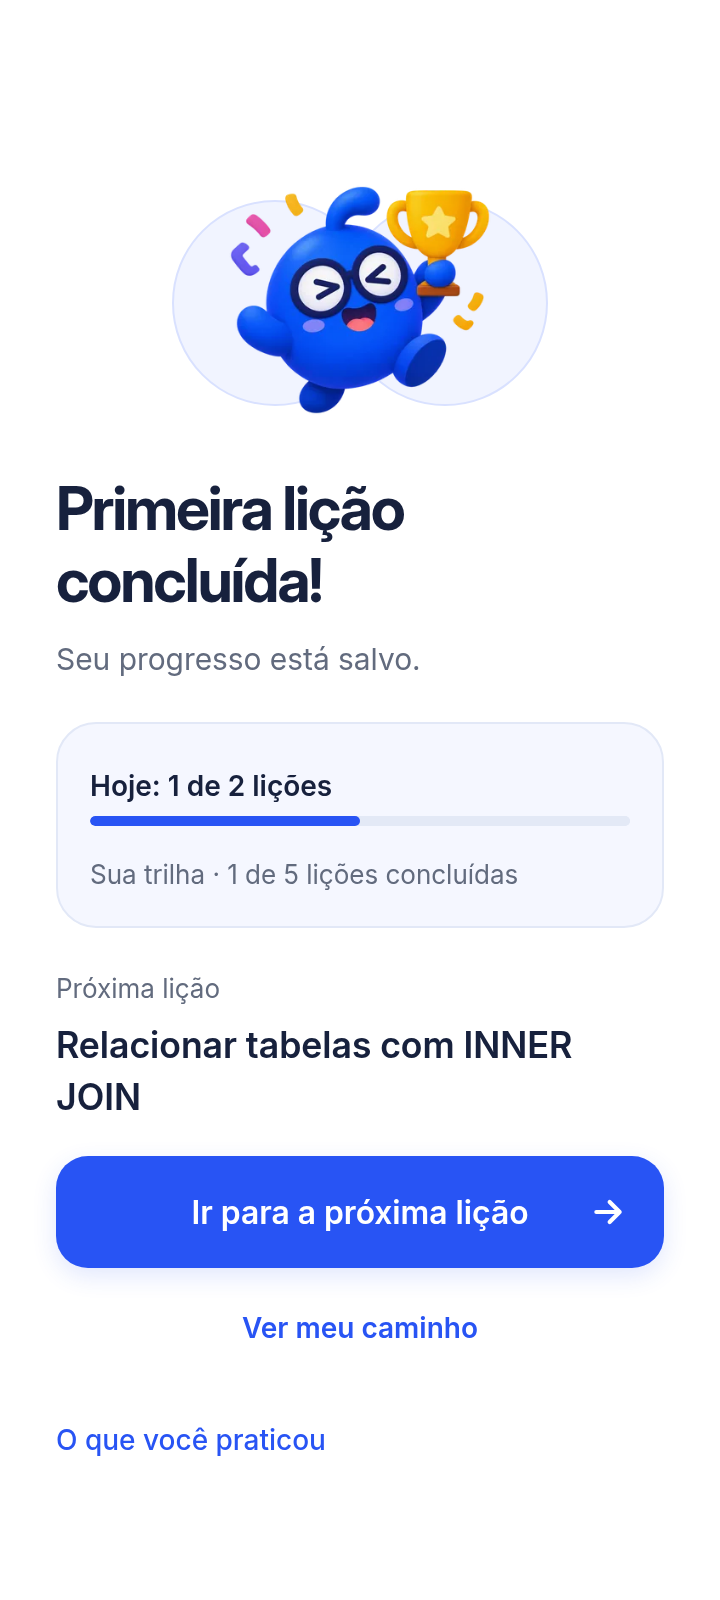 Primeira lição
concluída!
Seu progresso está salvo.
Hoje: 1 de 2 lições
Sua trilha · 1 de 5 lições concluídas
Próxima lição
Relacionar tabelas com INNER
JOIN
Ir para a próxima lição →
Ver meu caminho
O que você praticou